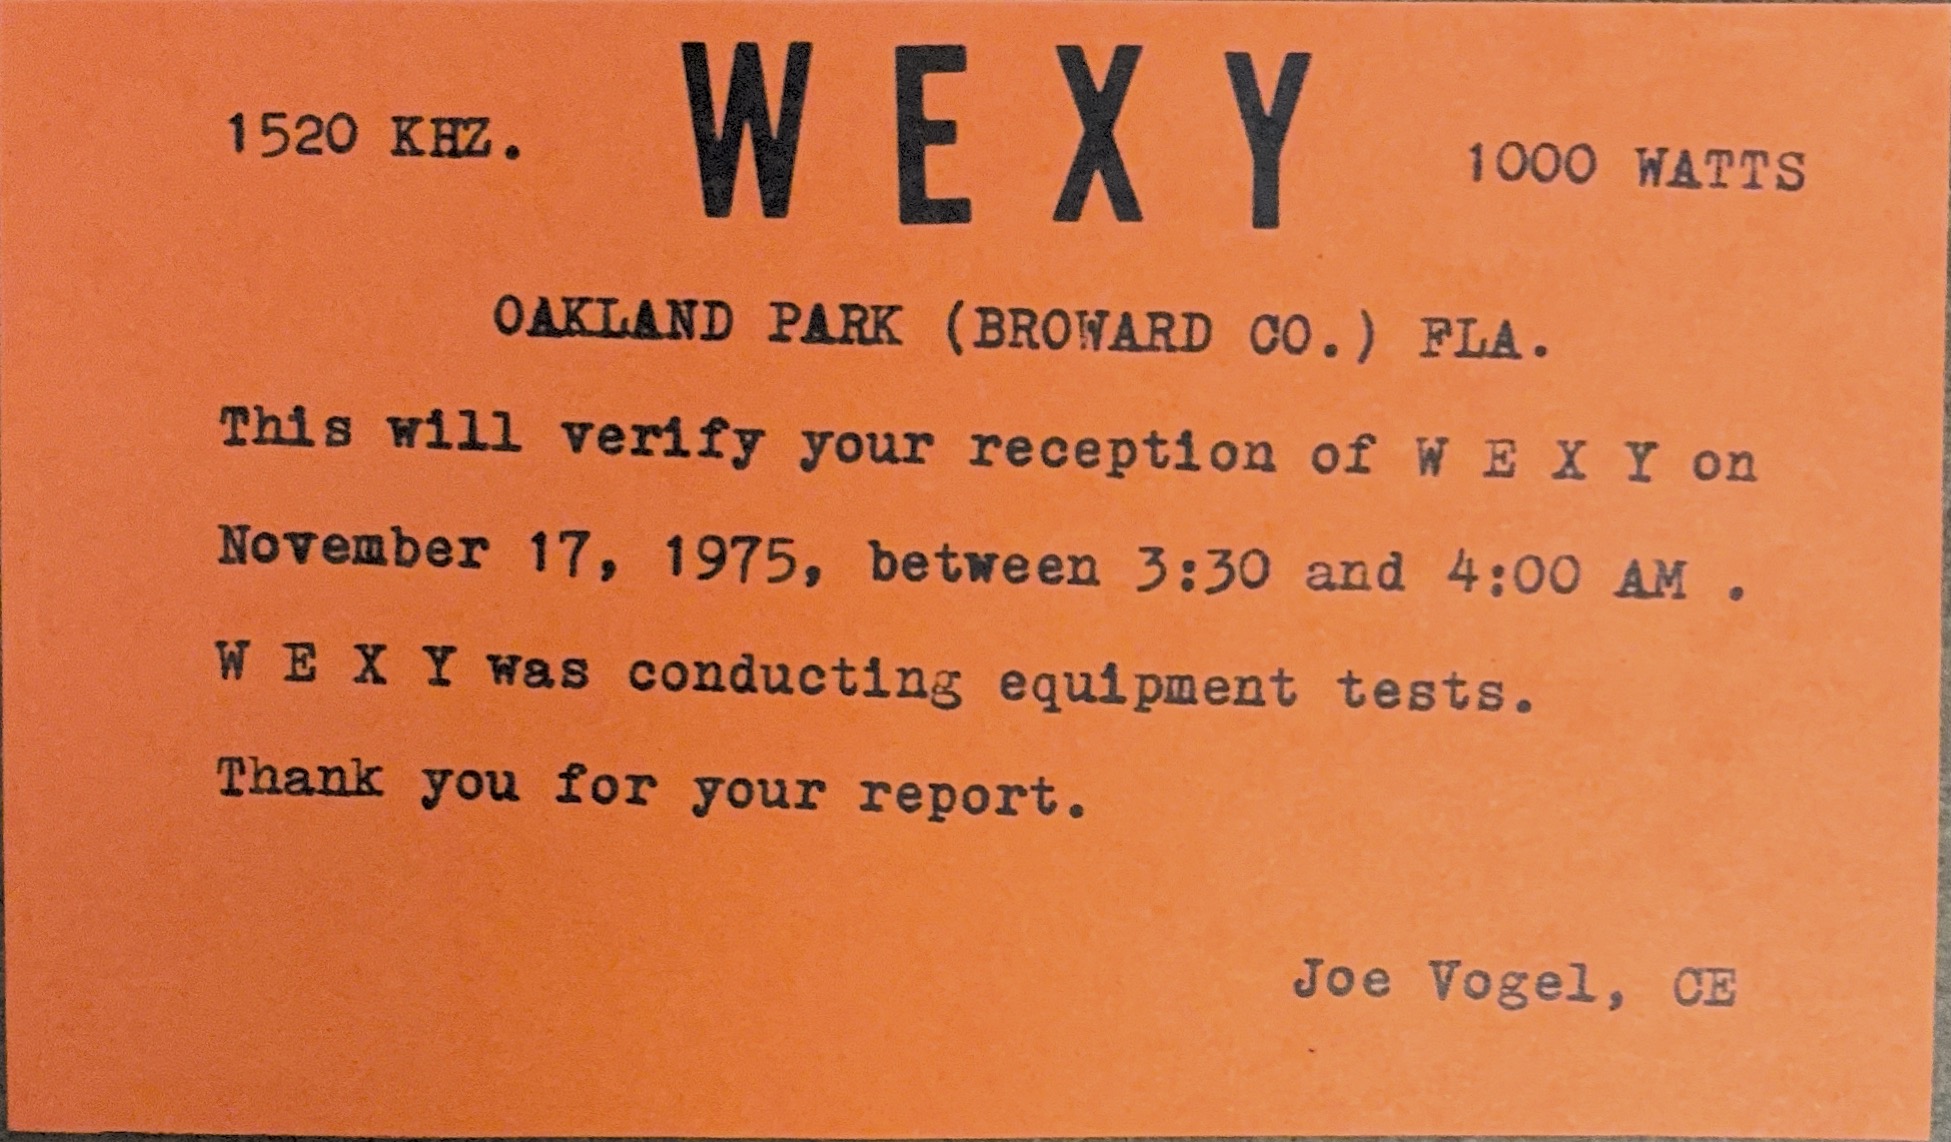 W E X Y
1520 KHZ. 1000 WATTS
OAKLAND PARK (BROWARD CO.) FLA.
This will verify your reception of W E X Y on
November 17, 1975, between 3:30 and 4:00 AM .
W E X Y was conducting equipment tests.
Thank you for your report.
Joe Vogel, CE